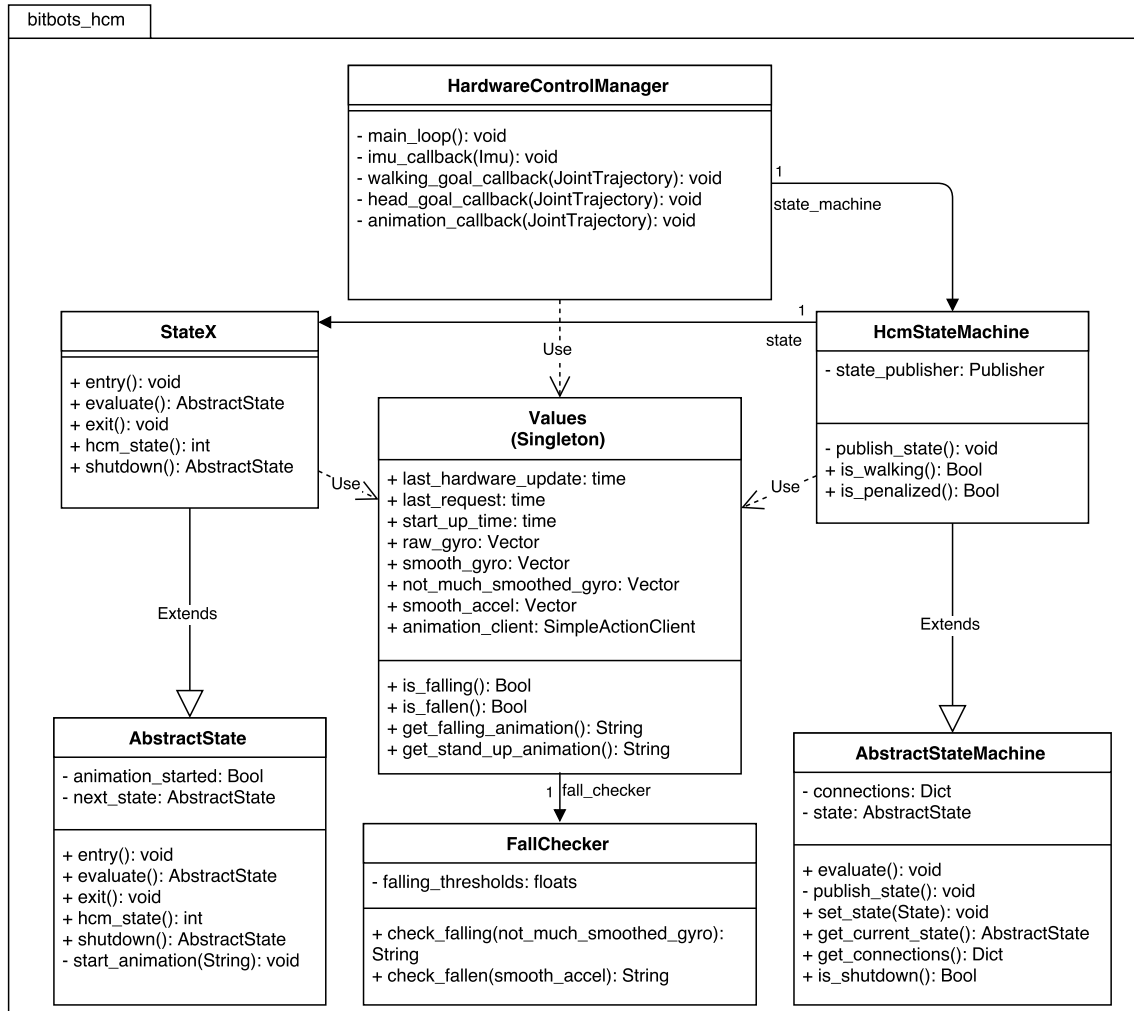 bitbots_hcm
HardwareControlManager
- main_loop(): void
- imu_callback(Imu): void
- walking_goal_callback(JointTrajectory): void
- head_goal_callback(JointTrajectory): void
- animation_callback(JointTrajectory): void
1
state_machine
StateX
+ entry(): void
+ evaluate(): AbstractState
+ exit(): void
+ hcm_state(): int
+ shutdown(): AbstractState
1
state
Use
HcmStateMachine
- state_publisher: Publisher
- publish_state(): void
+ is_walking(): Bool
+ is_penalized(): Bool
Values
(Singleton)
+ last_hardware_update: time
+ last_request: time
+ start_up_time: time
+ raw_gyro: Vector
+ smooth_gyro: Vector
+ not_much_smoothed_gyro: Vector
+ smooth_accel: Vector
+ animation_client: SimpleActionClient
+ is_falling(): Bool
+ is_fallen(): Bool
+ get_falling_animation(): String
+ get_stand_up_animation(): String
Use
Use
Extends
Extends
AbstractState
- animation_started: Bool
- next_state: AbstractState
+ entry(): void
+ evaluate(): AbstractState
+ exit(): void
+ hcm_state(): int
+ shutdown(): AbstractState
- start_animation(String): void
1
fall_checker
FallChecker
- falling_thresholds: floats
+ check_falling(not_much_smoothed_gyro):
String
+ check_fallen(smooth_accel): String
AbstractStateMachine
- connections: Dict
- state: AbstractState
+ evaluate(): void
- publish_state(): void
+ set_state(State): void
+ get_current_state(): AbstractState
+ get_connections(): Dict
+ is_shutdown(): Bool